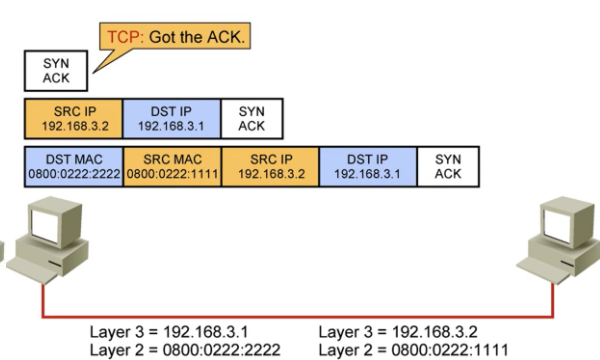 TCP: Got the ACK.
SYN
ACK
SRC IP
192.168.3.2
DST IP
192.168.3.1
SYN
ACK
DST MAC
0800:0222:2222
SRC MAC
0800:0222:1111
SRC IP
192.168.3.2
DST IP
192.168.3.1
SYN
ACK
Layer 3 = 192.168.3.1
Layer 2 = 0800:0222:2222
Layer 3 = 192.168.3.2
Layer 2 = 0800:0222:1111